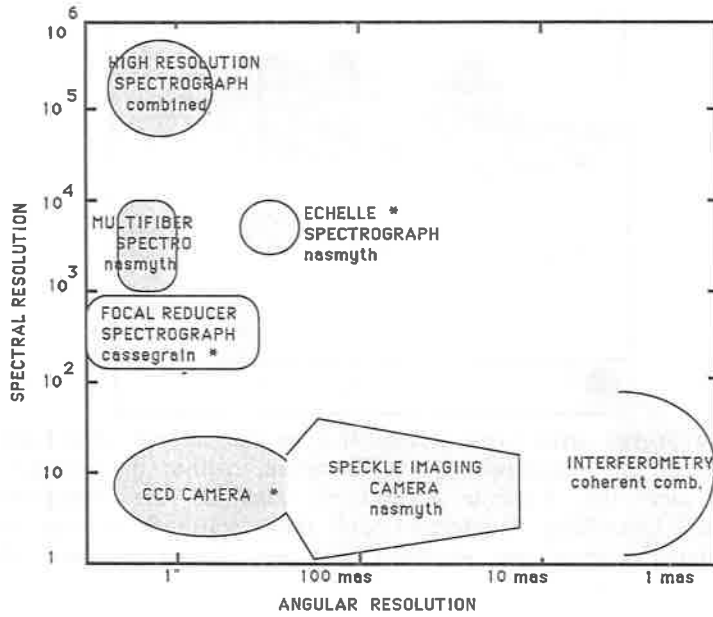 10^6
HIGH RESOLUTION
SPECTROGRAPH
combined
10^5
10^4
MULTIFIBER
SPECTRO
nasmyth
ECHELLE *
SPECTROGRAPH
nasmyth
10^3
FOCAL REDUCER
SPECTROGRAPH
cassegrain *
10^2
SPECTRAL RESOLUTION
10
CCD CAMERA *
SPECKLE IMAGING
CAMERA
nasmyth
INTERFEROMETRY
coherent comb.
1
1" 100 mas 10 mas 1 mas
ANGULAR RESOLUTION